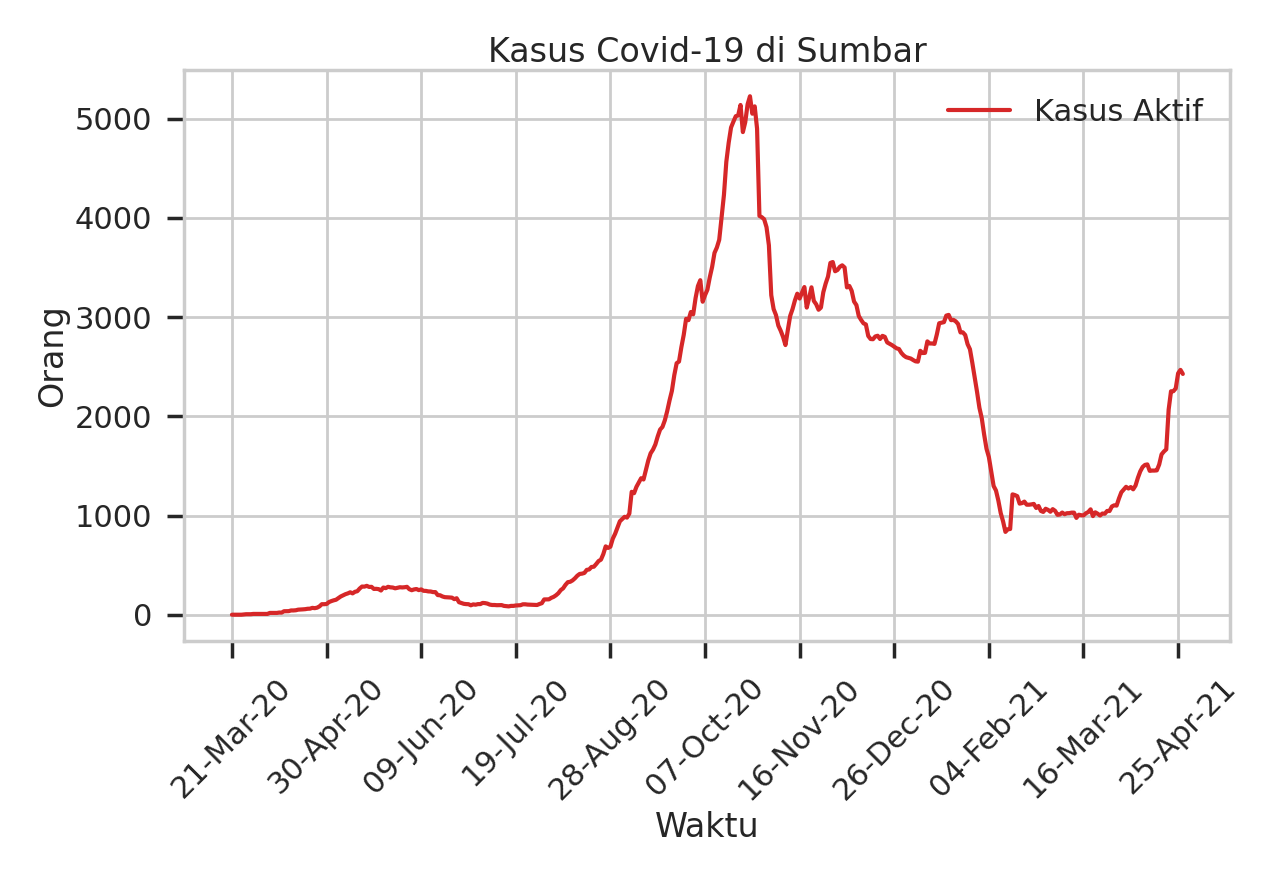 Kasus Covid-19 di Sumbar
Kasus Aktif
5000
4000
3000
2000
1000
0
Orang
21-Mar-20
30-Apr-20
09-Jun-20
19-Jul-20
28-Aug-20
07-Oct-20
16-Nov-20
26-Dec-20
04-Feb-21
16-Mar-21
25-Apr-21
Waktu